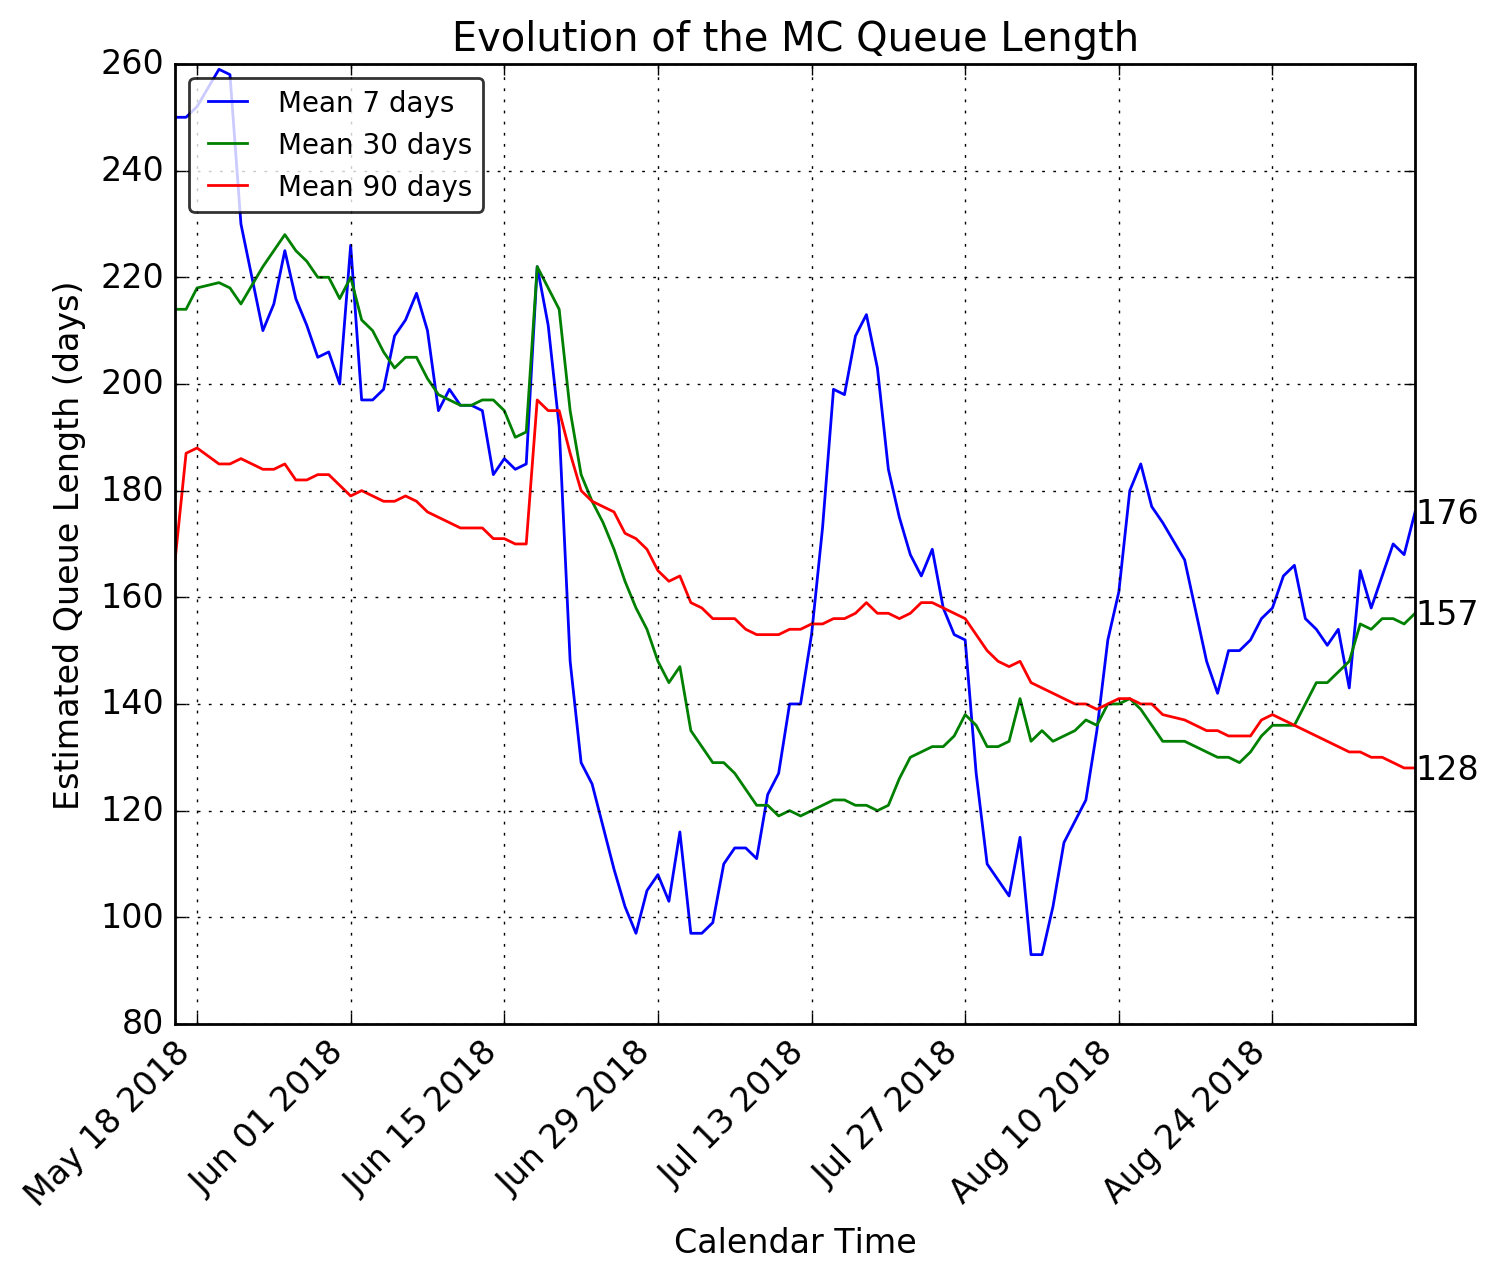 Evolution of the MC Queue Length
260
240
220
200
180
160
140
120
100
80
Estimated Queue Length (days)
Mean 7 days
Mean 30 days
Mean 90 days
176
157
128
May 18 2018
Jun 01 2018
Jun 15 2018
Jun 29 2018
Jul 13 2018
Jul 27 2018
Aug 10 2018
Aug 24 2018
Calendar Time